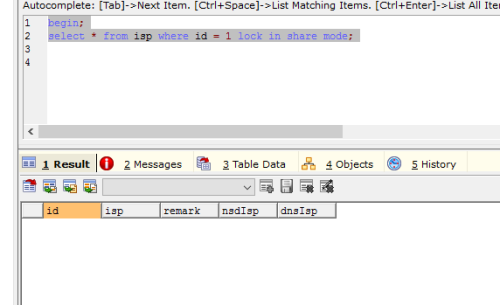 Autocomplete: [Tab]->Next Item. [Ctrl+Space]->List Matching Items. [Ctrl+Enter]->List All Ite
1 begin;
2 select * from isp where id = 1 lock in share mode;
3
4
1 Result 2 Messages 3 Table Data 4 Objects 5 History
id isp remark nsdIsp dnsIsp